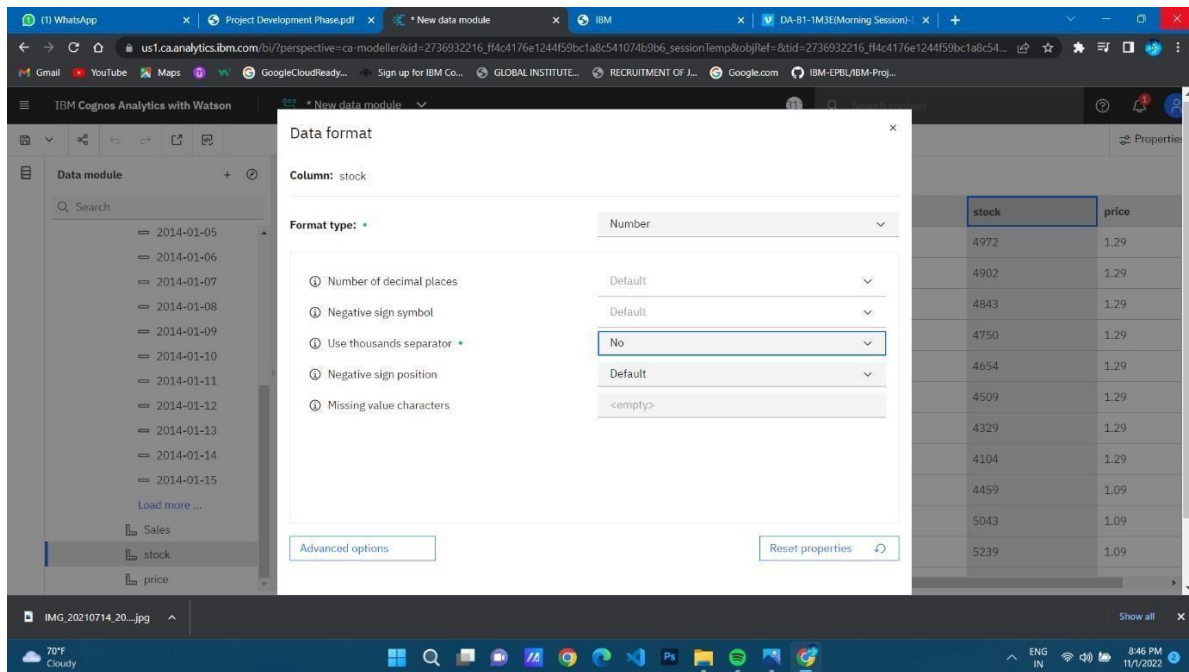 (1) WhatsApp
Project Development Phase.pdf
* New data module
IBM
DA-B1-1M3E(Morning Session)-
us1.ca.analytics.ibm.com/bi/?perspective=ca-modeller&id=2736932216_ff4c4176e1244f59bc1a8c541074b9b6_sessionTemp&objRef=&tid=2736932216_ff4c4176e1244f59bc1a8c54...
Gmail YouTube Maps GoogleCloudReady... Sign up for IBM Co... GLOBAL INSTITUTE... RECRUITMENT OF J... Google.com IBM-EPBL/IBM-Proj...
IBM Cognos Analytics with Watson
* New data module
Search content
Properties
Data module
Search
2014-01-05
2014-01-06
2014-01-07
2014-01-08
2014-01-09
2014-01-10
2014-01-11
2014-01-12
2014-01-13
2014-01-14
2014-01-15
Load more ...
Sales
stock
price
Data format
Column: stock
Format type: Number
Number of decimal places Default
Negative sign symbol Default
Use thousands separator No
Negative sign position Default
Missing value characters <empty>
Advanced options
Reset properties
stock price
4972 1.29
4902 1.29
4843 1.29
4750 1.29
4654 1.29
4509 1.29
4329 1.29
4104 1.29
4459 1.09
5043 1.09
5239 1.09
IMG_20210714_20....jpg
Show all
70°F
Cloudy
Ps
ENG
IN
8:46 PM
11/1/2022